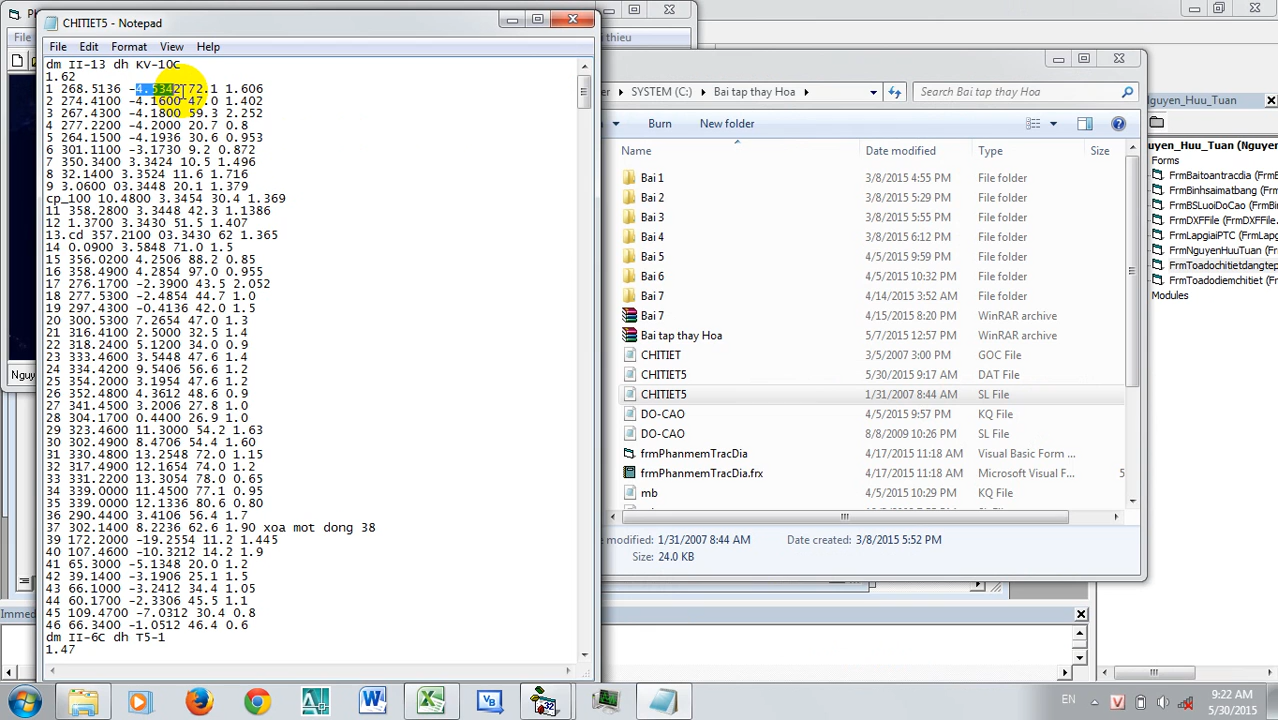 CHITIET5 - Notepad
File Edit Format View Help
dm II-13 dh KV-10C
1.62
1 268.5136 -4.5342 72.1 1.606
2 274.4100 -4.1600 47.0 1.402
3 267.4300 -4.1800 59.3 2.252
4 277.2200 -4.2000 20.7 0.8
5 264.1500 -4.1936 30.6 0.953
6 301.1100 -3.1730 9.2 0.872
7 350.3400 3.3424 10.5 1.496
8 32.1400 3.3524 11.6 1.716
9 3.0600 03.3448 20.1 1.379
cp_100 10.4800 3.3454 30.4 1.369
11 358.2800 3.3448 42.3 1.1386
12 1.3700 3.3430 51.5 1.407
13.cd 357.2100 03.3430 62 1.365
14 0.0900 3.5848 71.0 1.5
15 356.0200 4.2506 88.2 0.85
16 358.4900 4.2854 97.0 0.955
17 276.1700 -2.3900 43.5 2.052
18 277.5300 -2.4854 44.7 1.0
19 297.4300 -0.4136 42.0 1.5
20 300.5300 7.2654 47.0 1.3
21 316.4100 2.5000 32.5 1.4
22 318.2400 5.1200 34.0 0.9
23 333.4600 3.5448 47.6 1.4
24 334.4200 9.5406 56.6 1.2
25 354.2000 3.1954 47.6 1.2
26 352.4800 4.3612 48.6 0.9
27 341.4500 3.2006 27.8 1.0
28 304.1700 0.4400 26.9 1.0
29 323.4600 11.3000 54.2 1.63
30 302.4900 8.4706 54.4 1.60
31 330.4800 13.2548 72.0 1.15
32 317.4900 12.1654 74.0 1.2
33 331.2200 13.3054 78.0 0.65
34 339.0000 11.4500 77.1 0.95
35 339.0000 12.1336 80.6 0.80
36 290.4400 3.4106 56.4 1.7
37 302.1400 8.2236 62.6 1.90 xoa mot dong 38
39 172.2000 -19.2554 11.2 1.445
40 107.4600 -10.3212 14.2 1.9
41 65.3000 -5.1348 20.0 1.2
42 39.1400 -3.1906 25.1 1.5
43 66.1000 -3.2412 34.4 1.05
44 60.1700 -2.3306 45.5 1.1
45 109.4700 -7.0312 30.4 0.8
46 66.3400 -1.0512 46.4 0.6
dm II-6C dh T5-1
1.47
SYSTEM (C:) Bai tap thay Hoa Search Bai tap thay Hoa
Burn New folder
Name Date modified Type Size
Bai 1 3/8/2015 4:55 PM File folder
Bai 2 3/8/2015 5:29 PM File folder
Bai 3 3/8/2015 5:55 PM File folder
Bai 4 3/8/2015 6:12 PM File folder
Bai 5 4/5/2015 9:59 PM File folder
Bai 6 4/5/2015 10:32 PM File folder
Bai 7 4/14/2015 3:52 AM File folder
Bai 7 4/15/2015 8:20 PM WinRAR archive
Bai tap thay Hoa 5/7/2015 12:57 PM WinRAR archive
CHITIET 3/5/2007 3:00 PM GOC File
CHITIET5 5/30/2015 9:17 AM DAT File
CHITIET5 1/31/2007 8:44 AM SL File
DO-CAO 4/5/2015 9:57 PM KQ File
DO-CAO 8/8/2009 10:26 PM SL File
frmPhanmemTracDia 4/17/2015 11:18 AM Visual Basic Form ...
frmPhanmemTracDia.frx 4/17/2015 11:18 AM Microsoft Visual F...
mb 4/5/2015 10:29 PM KQ File
modified: 1/31/2007 8:44 AM Date created: 3/8/2015 5:52 PM
Size: 24.0 KB
thieu
guyen_Huu_Tuan
uyen_Huu_Tuan (Nguye
Forms
FrmBaitoantracdia (FrmB
FrmBinhsaimatbang (Frm
FrmBSLuoiDoCao (FrmBS
FrmDXFFile (FrmDXFFile.
FrmLapgiaiPTC (FrmLapg
FrmNguyenHuuTuan (Fr
FrmToadochitietdangtep
FrmToadodiemchitiet (Fr
Modules
Immed
EN
9:22 AM
5/30/2015